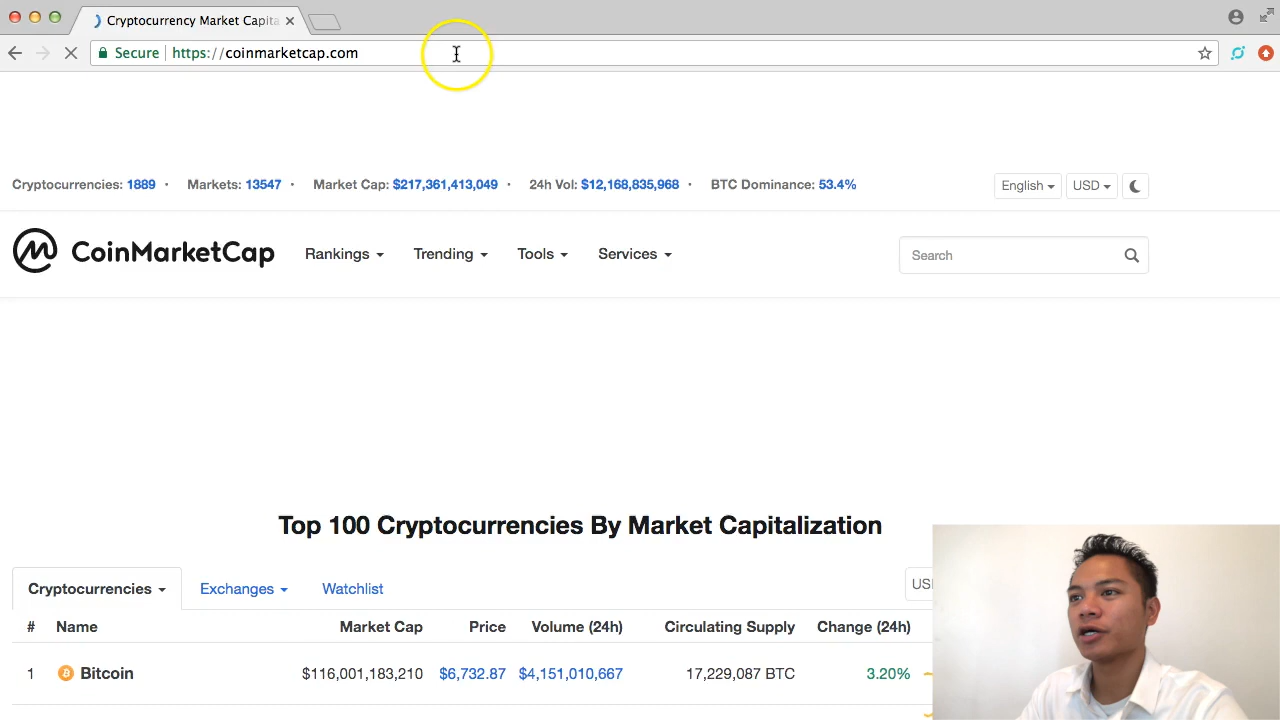 Cryptocurrency Market Capita
Secure https://coinmarketcap.com
Cryptocurrencies: 1889 • Markets: 13547 • Market Cap: $217,361,413,049 • 24h Vol: $12,168,835,968 • BTC Dominance: 53.4% English USD
CoinMarketCap Rankings Trending Tools Services Search
Top 100 Cryptocurrencies By Market Capitalization
Cryptocurrencies Exchanges Watchlist
# Name Market Cap Price Volume (24h) Circulating Supply Change (24h)
1 Bitcoin $116,001,183,210 $6,732.87 $4,151,010,667 17,229,087 BTC 3.20%